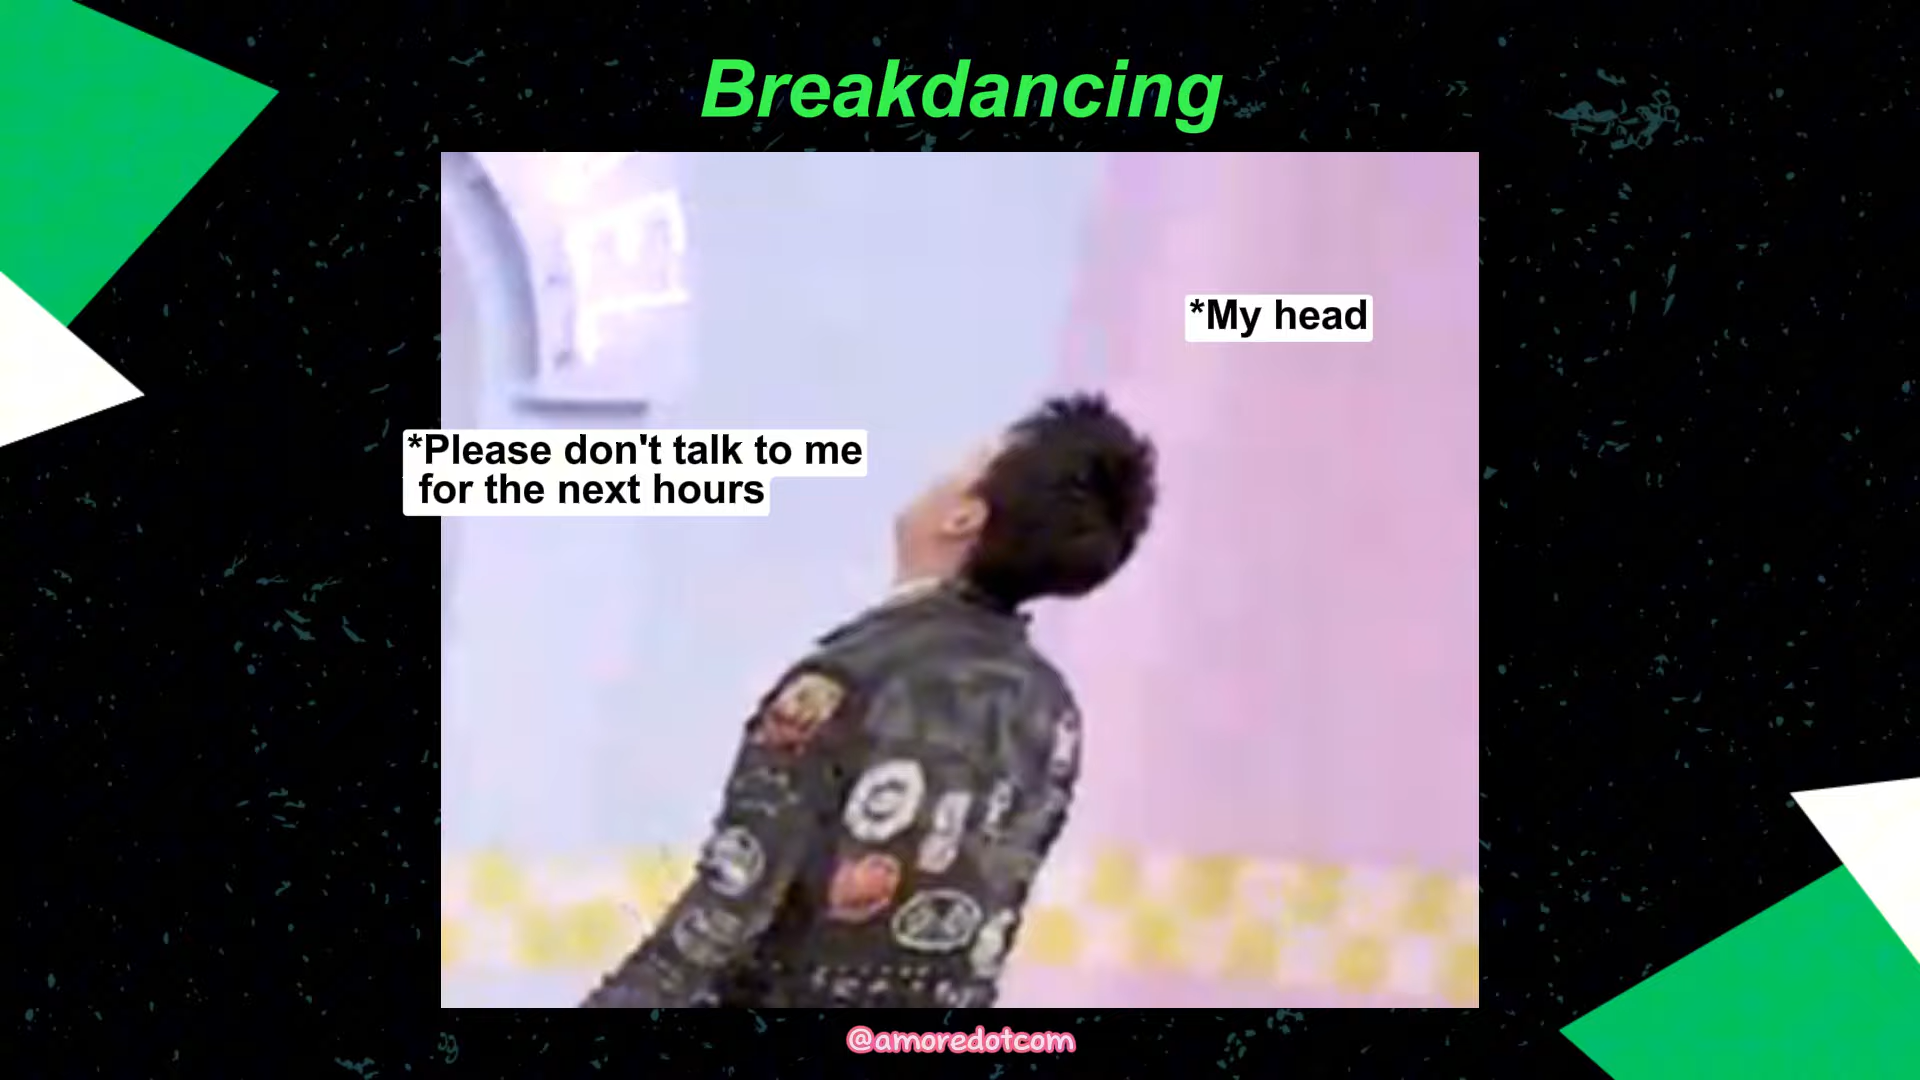 Breakdancing
*My head
*Please don't talk to me
for the next hours
@amoredotcom